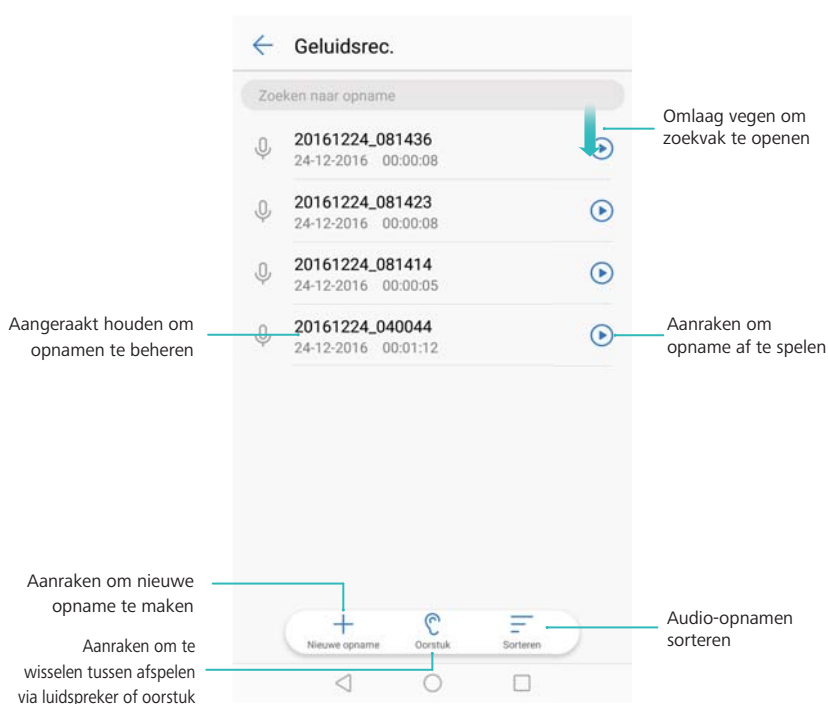 Geluidsrec.
Zoeken naar opname
Omlaag vegen om
zoekvak te openen
20161224_081436
24-12-2016 00:00:08
20161224_081423
24-12-2016 00:00:08
20161224_081414
24-12-2016 00:00:05
Aangeraakt houden om
opnamen te beheren
20161224_040044
24-12-2016 00:01:12
Aanraken om
opname af te spelen
Aanraken om nieuwe
opname te maken
Nieuwe opname
Oorstuk
Sorteren
Audio-opnamen
sorteren
Aanraken om te
wisselen tussen afspelen
via luidspreker of oorstuk